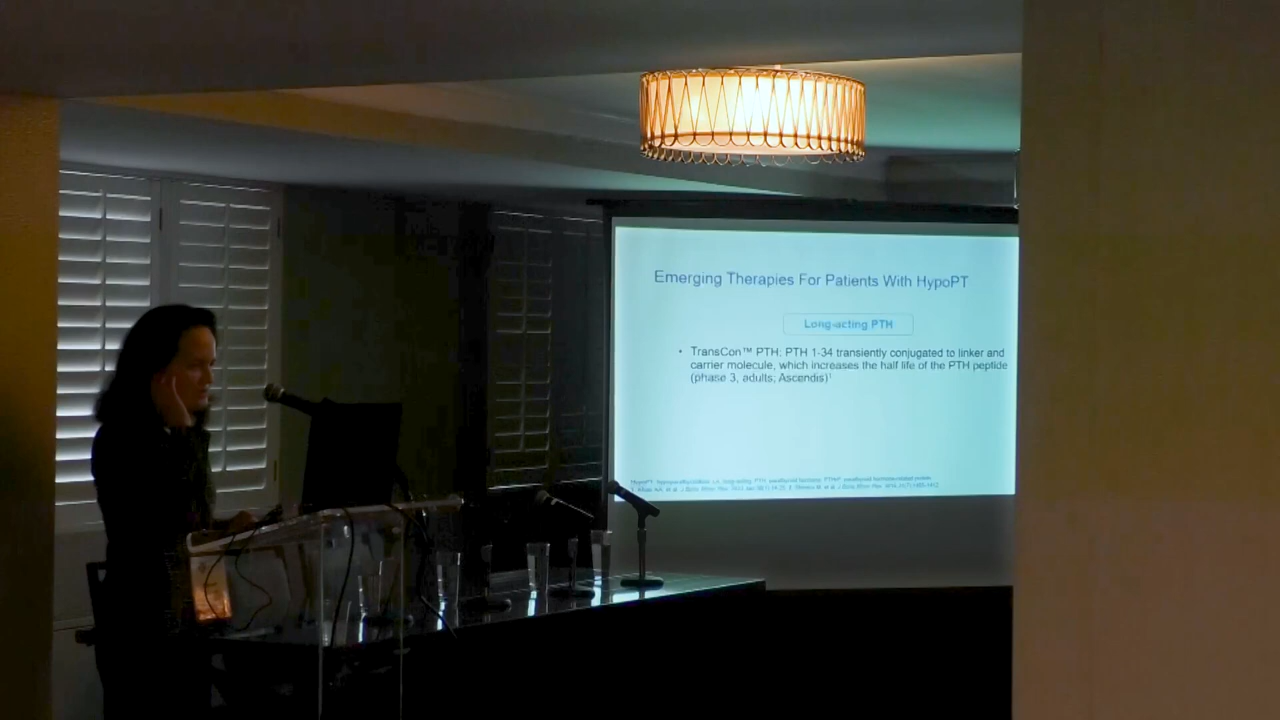 Emerging Therapies For Patients With HypoPT
Long-acting PTH
• TransCon™ PTH: PTH 1-34 transiently conjugated to linker and
carrier molecule, which increases the half life of the PTH peptide
(phase 3, adults; Ascendis)¹